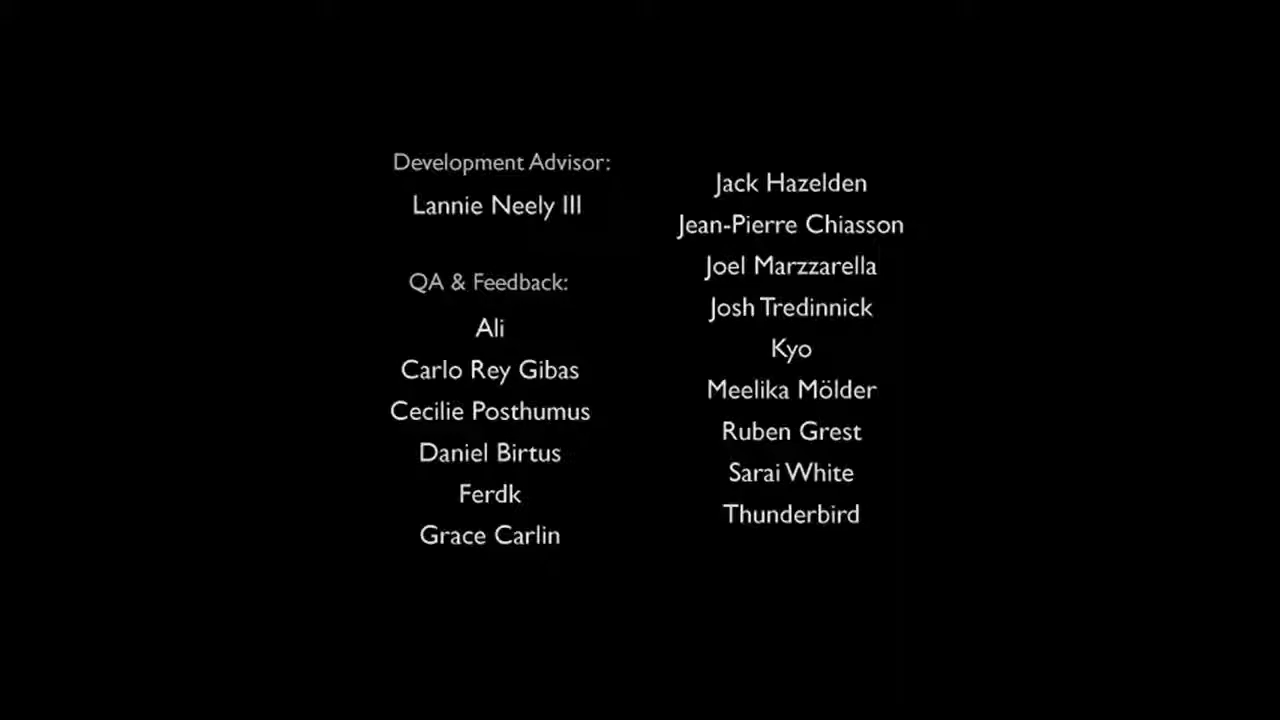 Development Advisor:
Lannie Neely III
QA & Feedback:
Ali
Carlo Rey Gibas
Cecilie Posthumus
Daniel Birtus
Ferdk
Grace Carlin
Jack Hazelden
Jean-Pierre Chiasson
Joel Marzzarella
Josh Tredinnick
Kyo
Meelika Mölder
Ruben Grest
Sarai White
Thunderbird